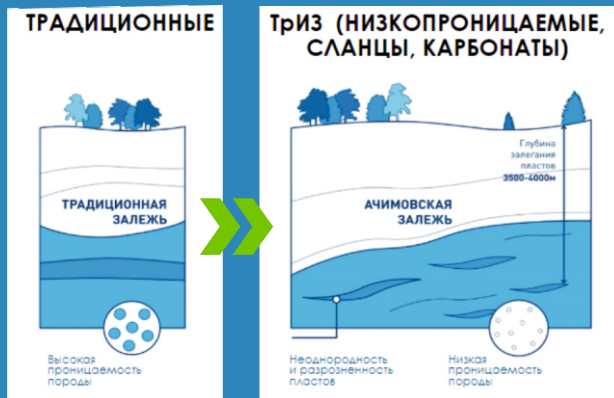 ТРАДИЦИОННЫЕ
ТРАДИЦИОННАЯ
ЗАЛЕЖЬ
Высокая
проницаемость
породы
ТрИЗ (НИЗКОПРОНИЦАЕМЫЕ,
СЛАНЦЫ, КАРБОНАТЫ)
Глубина
залегания
пластов
3500-4000м
АЧИМОВСКАЯ
ЗАЛЕЖЬ
Неоднородность
и разрозненность
пластов
Низкая
проницаемость
породы